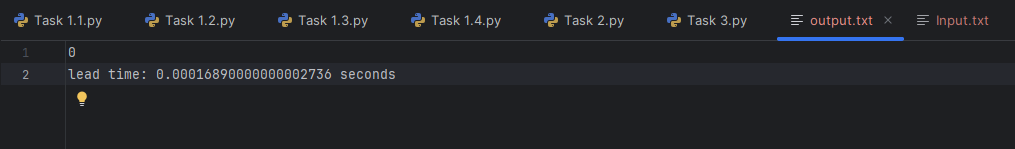 Task 1.1.py Task 1.2.py Task 1.3.py Task 1.4.py Task 2.py Task 3.py output.txt Input.txt
1 0
2 lead time: 0.00016890000000002736 seconds